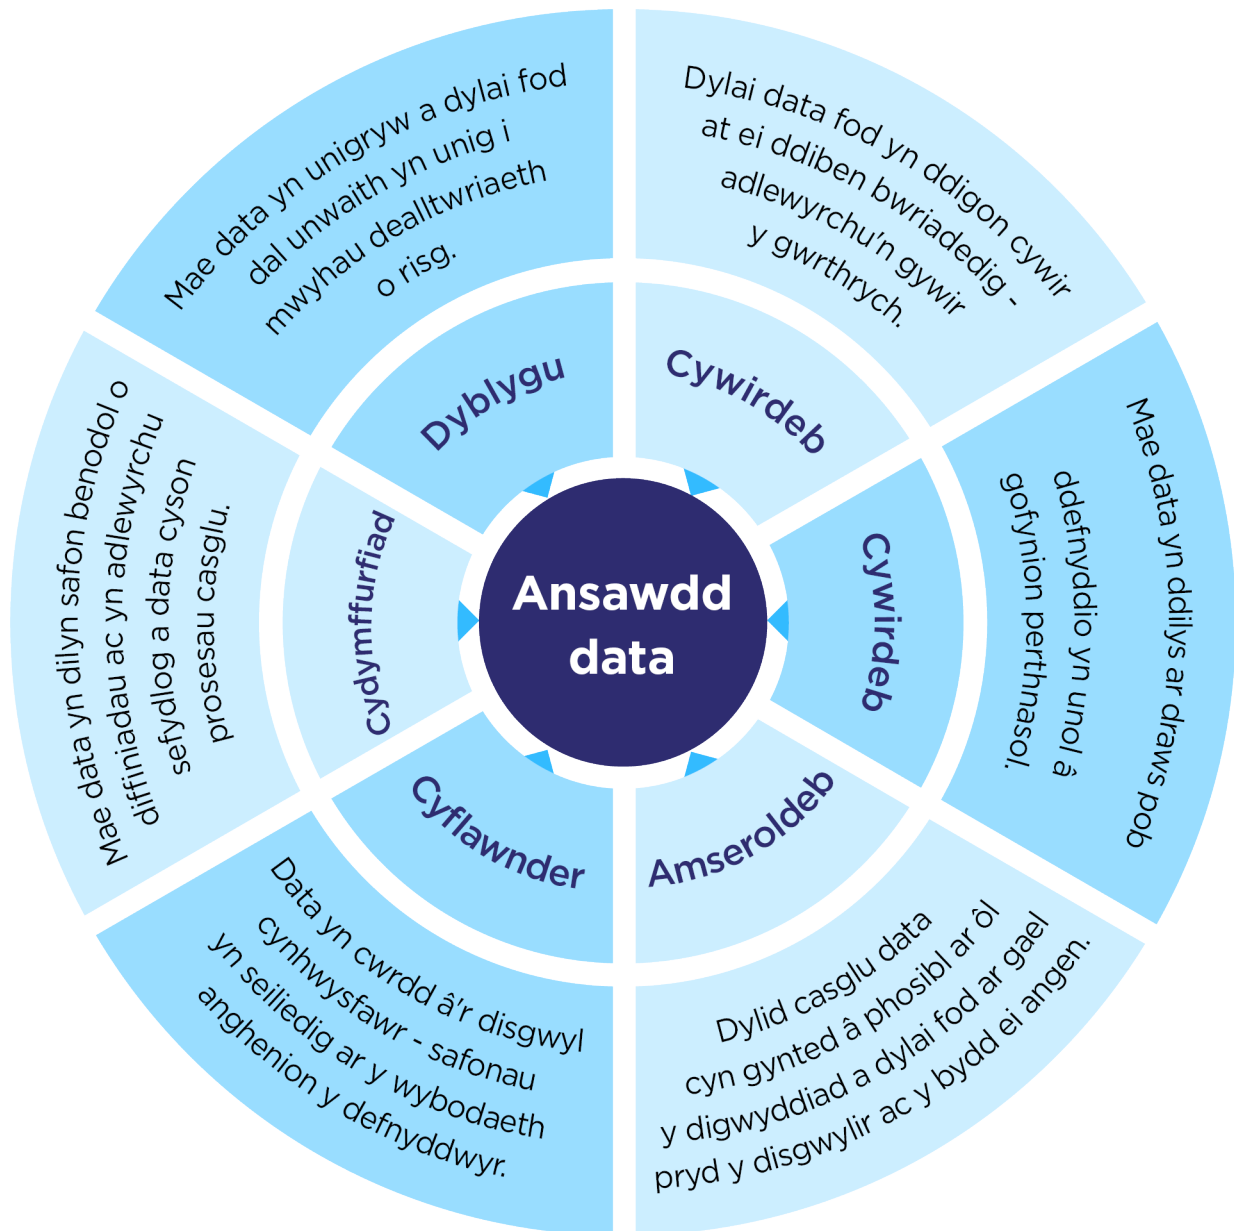 Ansawdd
data
Cywirdeb
Dylai data fod yn ddigon cywir
at ei ddiben bwriadedig -
adlewyrchu'n gywir
y gwrthrych.
Cywirdeb
Mae data yn ddilys ar draws pob
ddefnyddio yn unol â
gofynion perthnasol.
Amseroldeb
Dylid casglu data
cyn gynted â phosibl ar ôl
y digwyddiad a dylai fod ar gael
pryd y disgwylir ac y bydd ei angen.
Cyflawnder
Data yn cwrdd â'r disgwyl
cynhwysfawr - safonau
yn seiliedig ar y wybodaeth
anghenion y defnyddwyr.
Cydymffurfiad
Mae data yn dilyn safon benodol o
diffiniadau ac yn adlewyrchu
sefydlog a data cyson
prosesau casglu.
Dyblygu
Mae data yn unigryw a dylai fod
dal unwaith yn unig i
mwyhau dealltwriaeth
o risg.